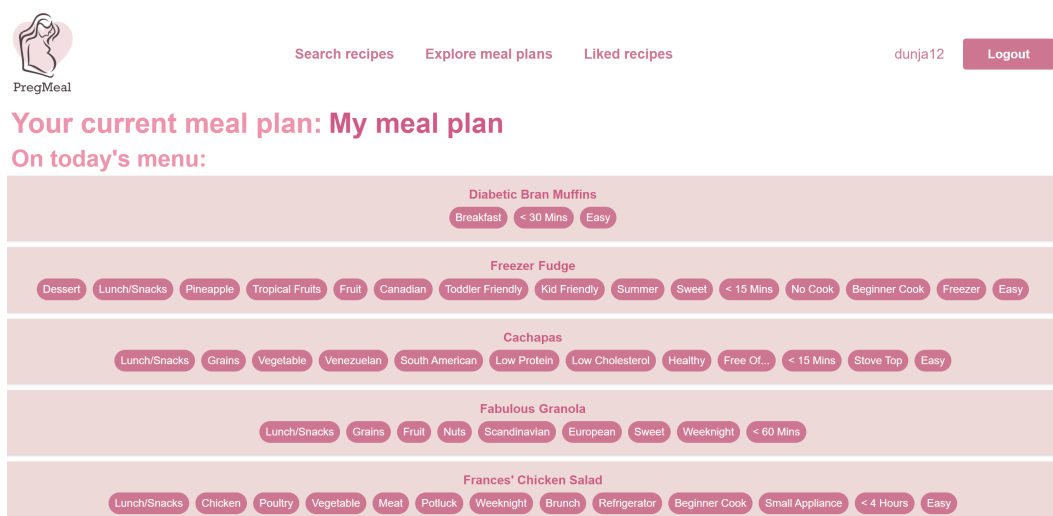 PregMeal
Search recipes Explore meal plans Liked recipes dunja12 Logout
Your current meal plan: My meal plan
On today's menu:
Diabetic Bran Muffins
Breakfast < 30 Mins Easy
Freezer Fudge
Dessert Lunch/Snacks Pineapple Tropical Fruits Fruit Canadian Toddler Friendly Kid Friendly Summer Sweet < 15 Mins No Cook Beginner Cook Freezer Easy
Cachapas
Lunch/Snacks Grains Vegetable Venezuelan South American Low Protein Low Cholesterol Healthy Free Of... < 15 Mins Stove Top Easy
Fabulous Granola
Lunch/Snacks Grains Fruit Nuts Scandinavian European Sweet Weeknight < 60 Mins
Frances' Chicken Salad
Lunch/Snacks Chicken Poultry Vegetable Meat Potluck Weeknight Brunch Refrigerator Beginner Cook Small Appliance < 4 Hours Easy